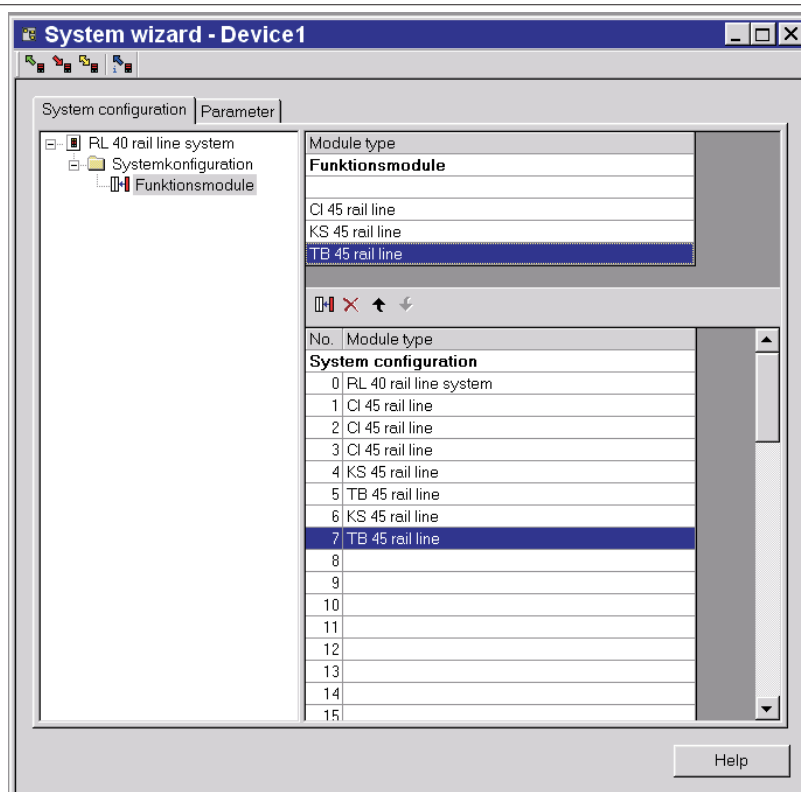 System wizard - Device1
System configuration Parameter
RL 40 rail line system
Systemkonfiguration
Funktionsmodule
Module type
Funktionsmodule
CI 45 rail line
KS 45 rail line
TB 45 rail line
No. Module type
System configuration
0 RL 40 rail line system
1 CI 45 rail line
2 CI 45 rail line
3 CI 45 rail line
4 KS 45 rail line
5 TB 45 rail line
6 KS 45 rail line
7 TB 45 rail line
8
9
10
11
12
13
14
15
Help